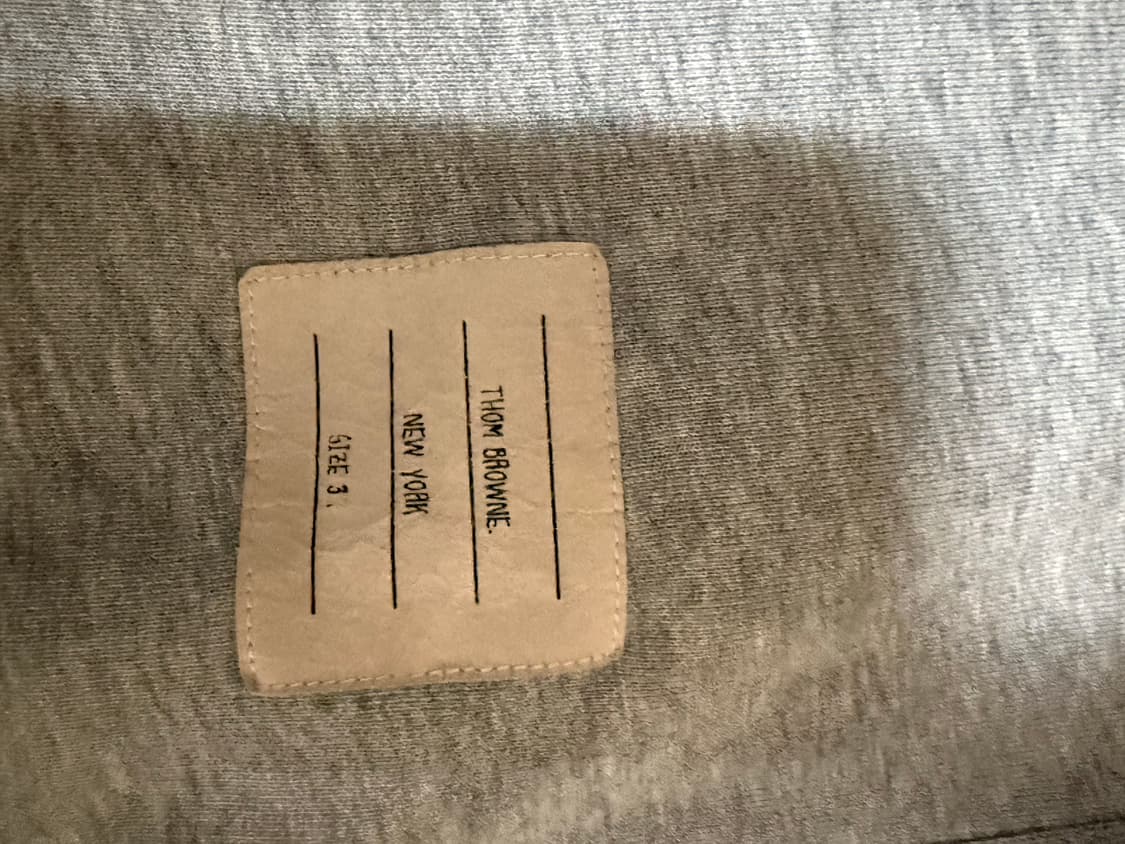 THOM BROWNE.
NEW YORK
SIZE 3